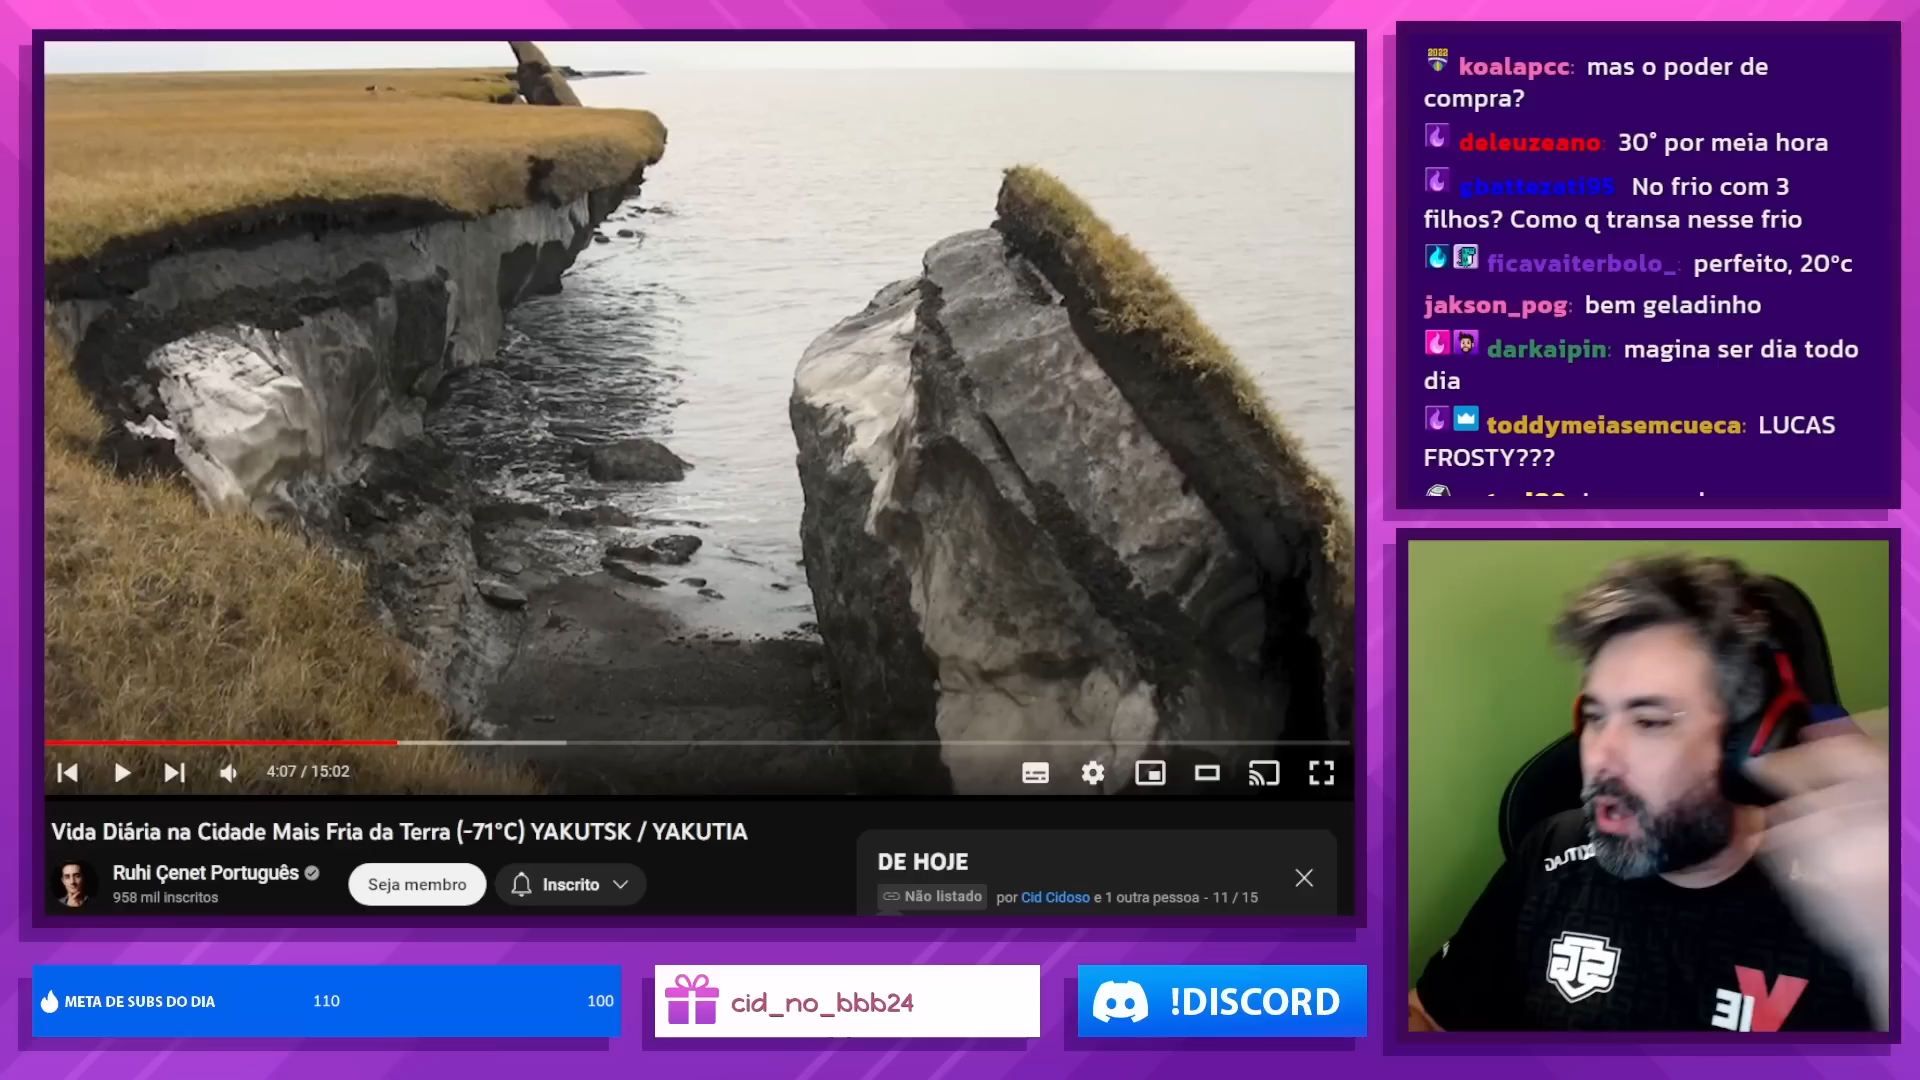 4:07 / 15:02
Vida Diária na Cidade Mais Fria da Terra (-71°C) YAKUTSK / YAKUTIA
Ruhi Çenet Português
958 mil inscritos
Seja membro
Inscrito
DE HOJE
Não listado por Cid Cidoso e 1 outra pessoa - 11 / 15
META DE SUBS DO DIA 110 100
cid_no_bbb24
!DISCORD
2022
koalapcc: mas o poder de
compra?
deleuzeano: 30° por meia hora
gbattezati95 No frio com 3
filhos? Como q transa nesse frio
ficavaiterbolo_: perfeito, 20°c
jakson_pog: bem geladinho
darkaipin: magina ser dia todo
dia
toddymeiasemcueca: LUCAS
FROSTY???